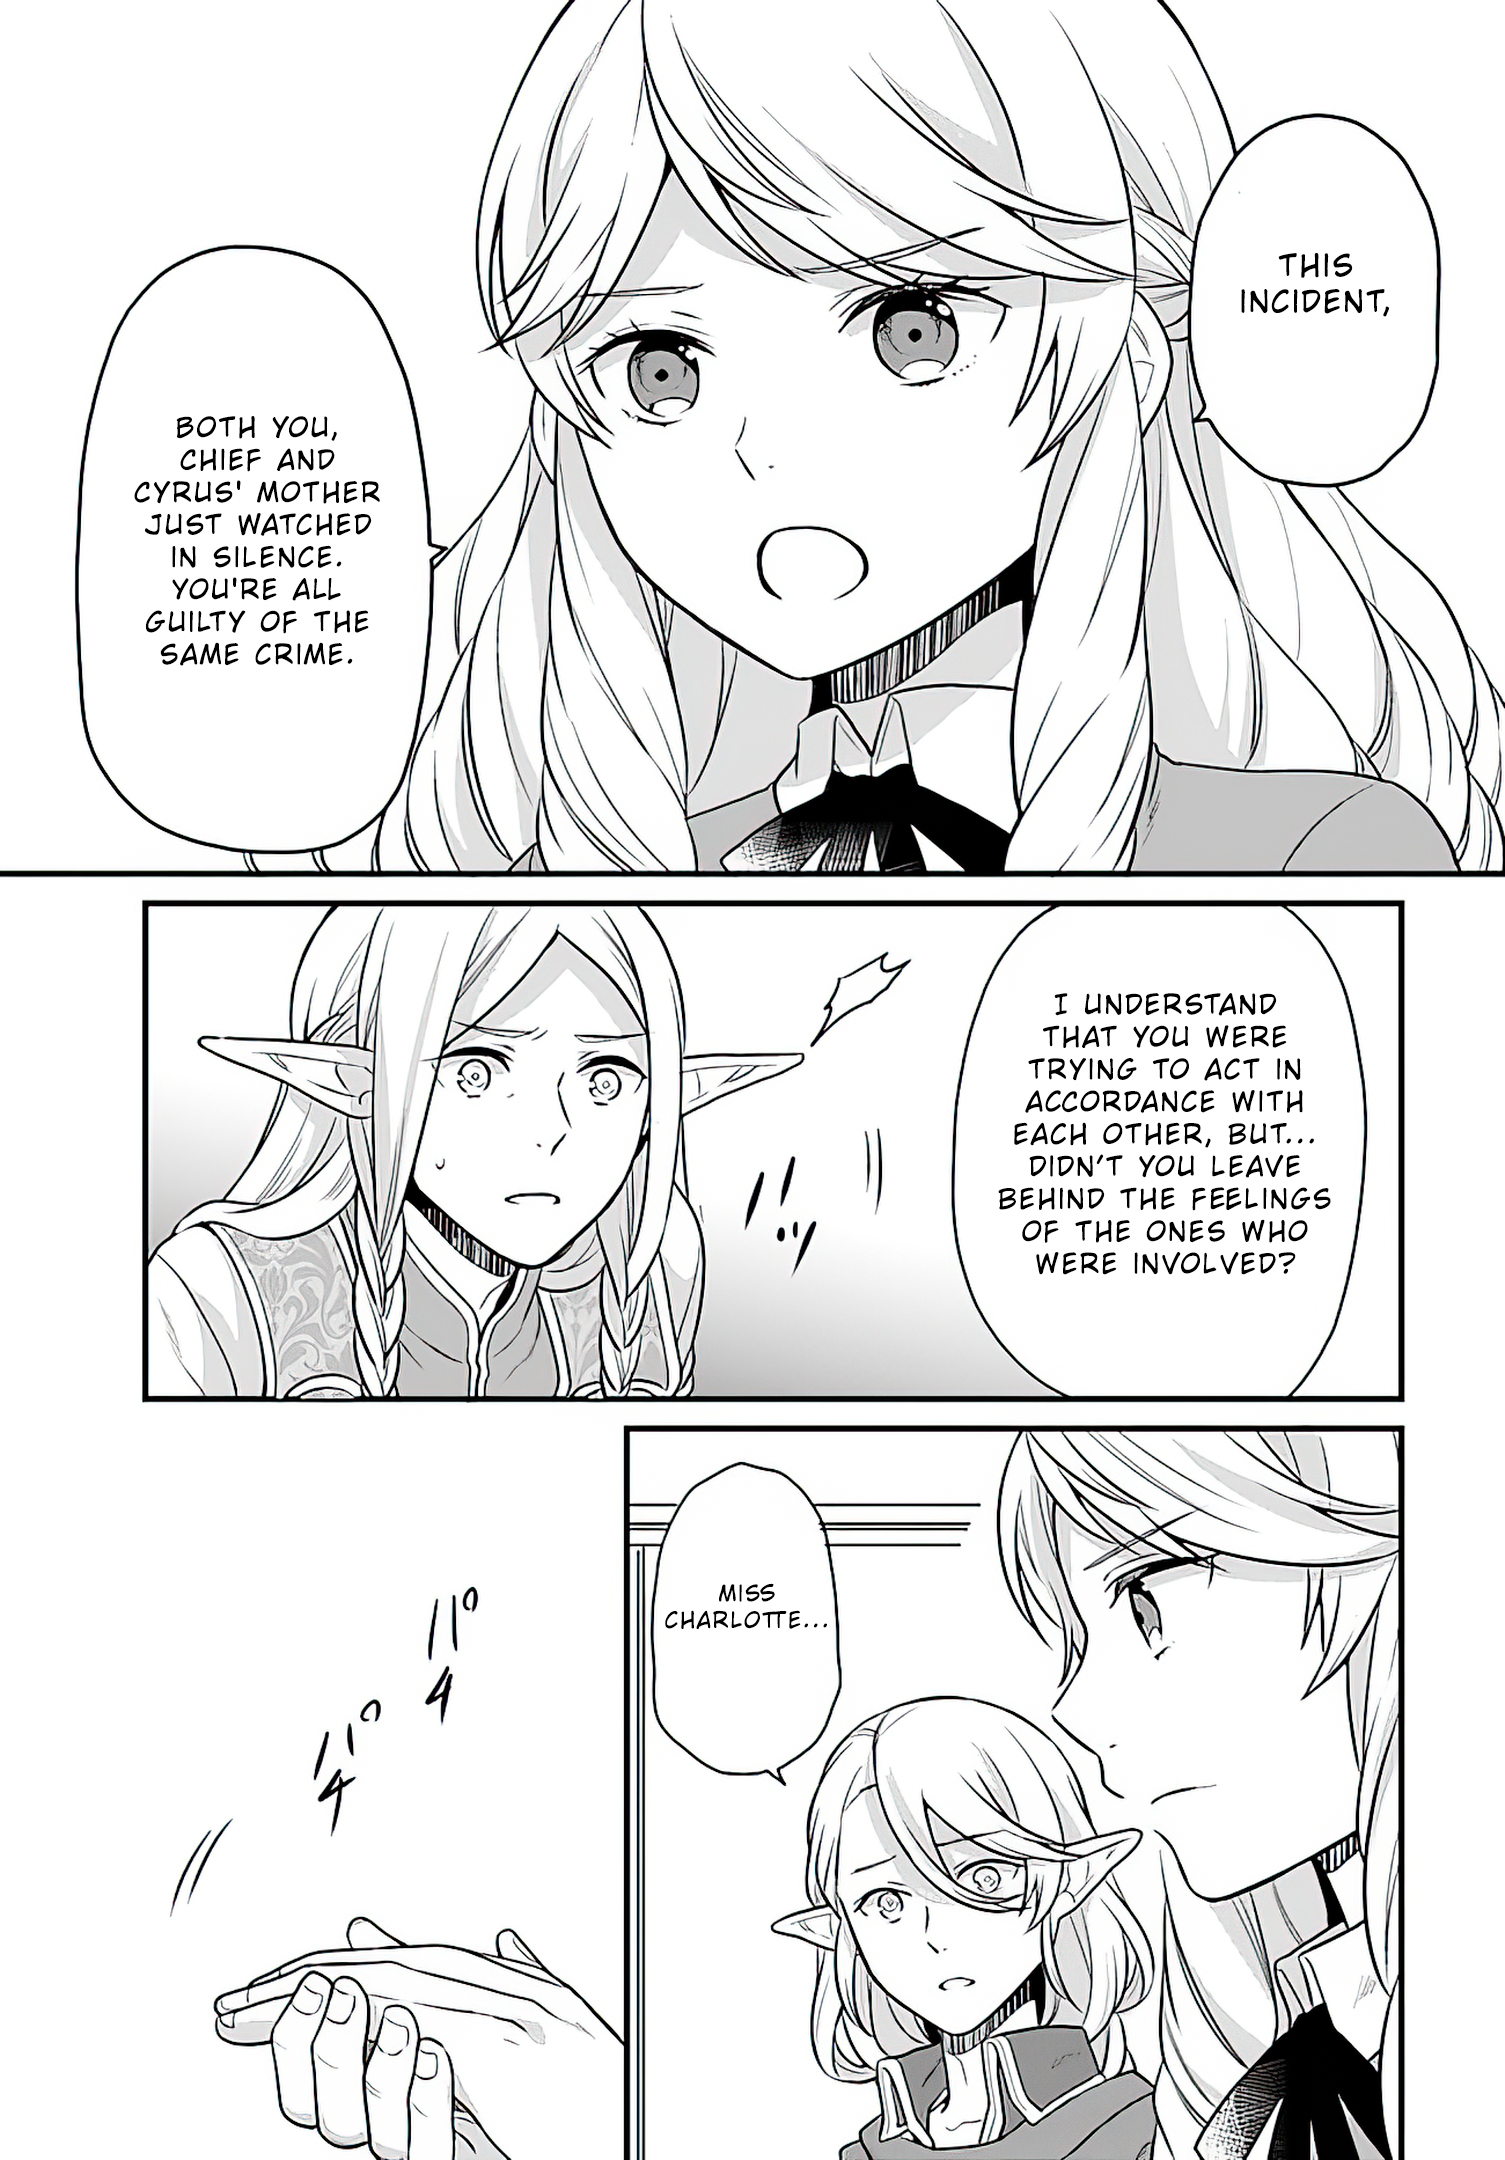 THIS
INCIDENT,
BOTH YOU,
CHIEF AND
CYRUS' MOTHER
JUST WATCHED
IN SILENCE.
YOU'RE ALL
GUILTY OF THE
SAME CRIME.
I UNDERSTAND
THAT YOU WERE
TRYING TO ACT IN
ACCORDANCE WITH
EACH OTHER, BUT...
DIDN'T YOU LEAVE
BEHIND THE FEELINGS
OF THE ONES WHO
WERE INVOLVED?
MISS
CHARLOTTE...
パチ
パチ